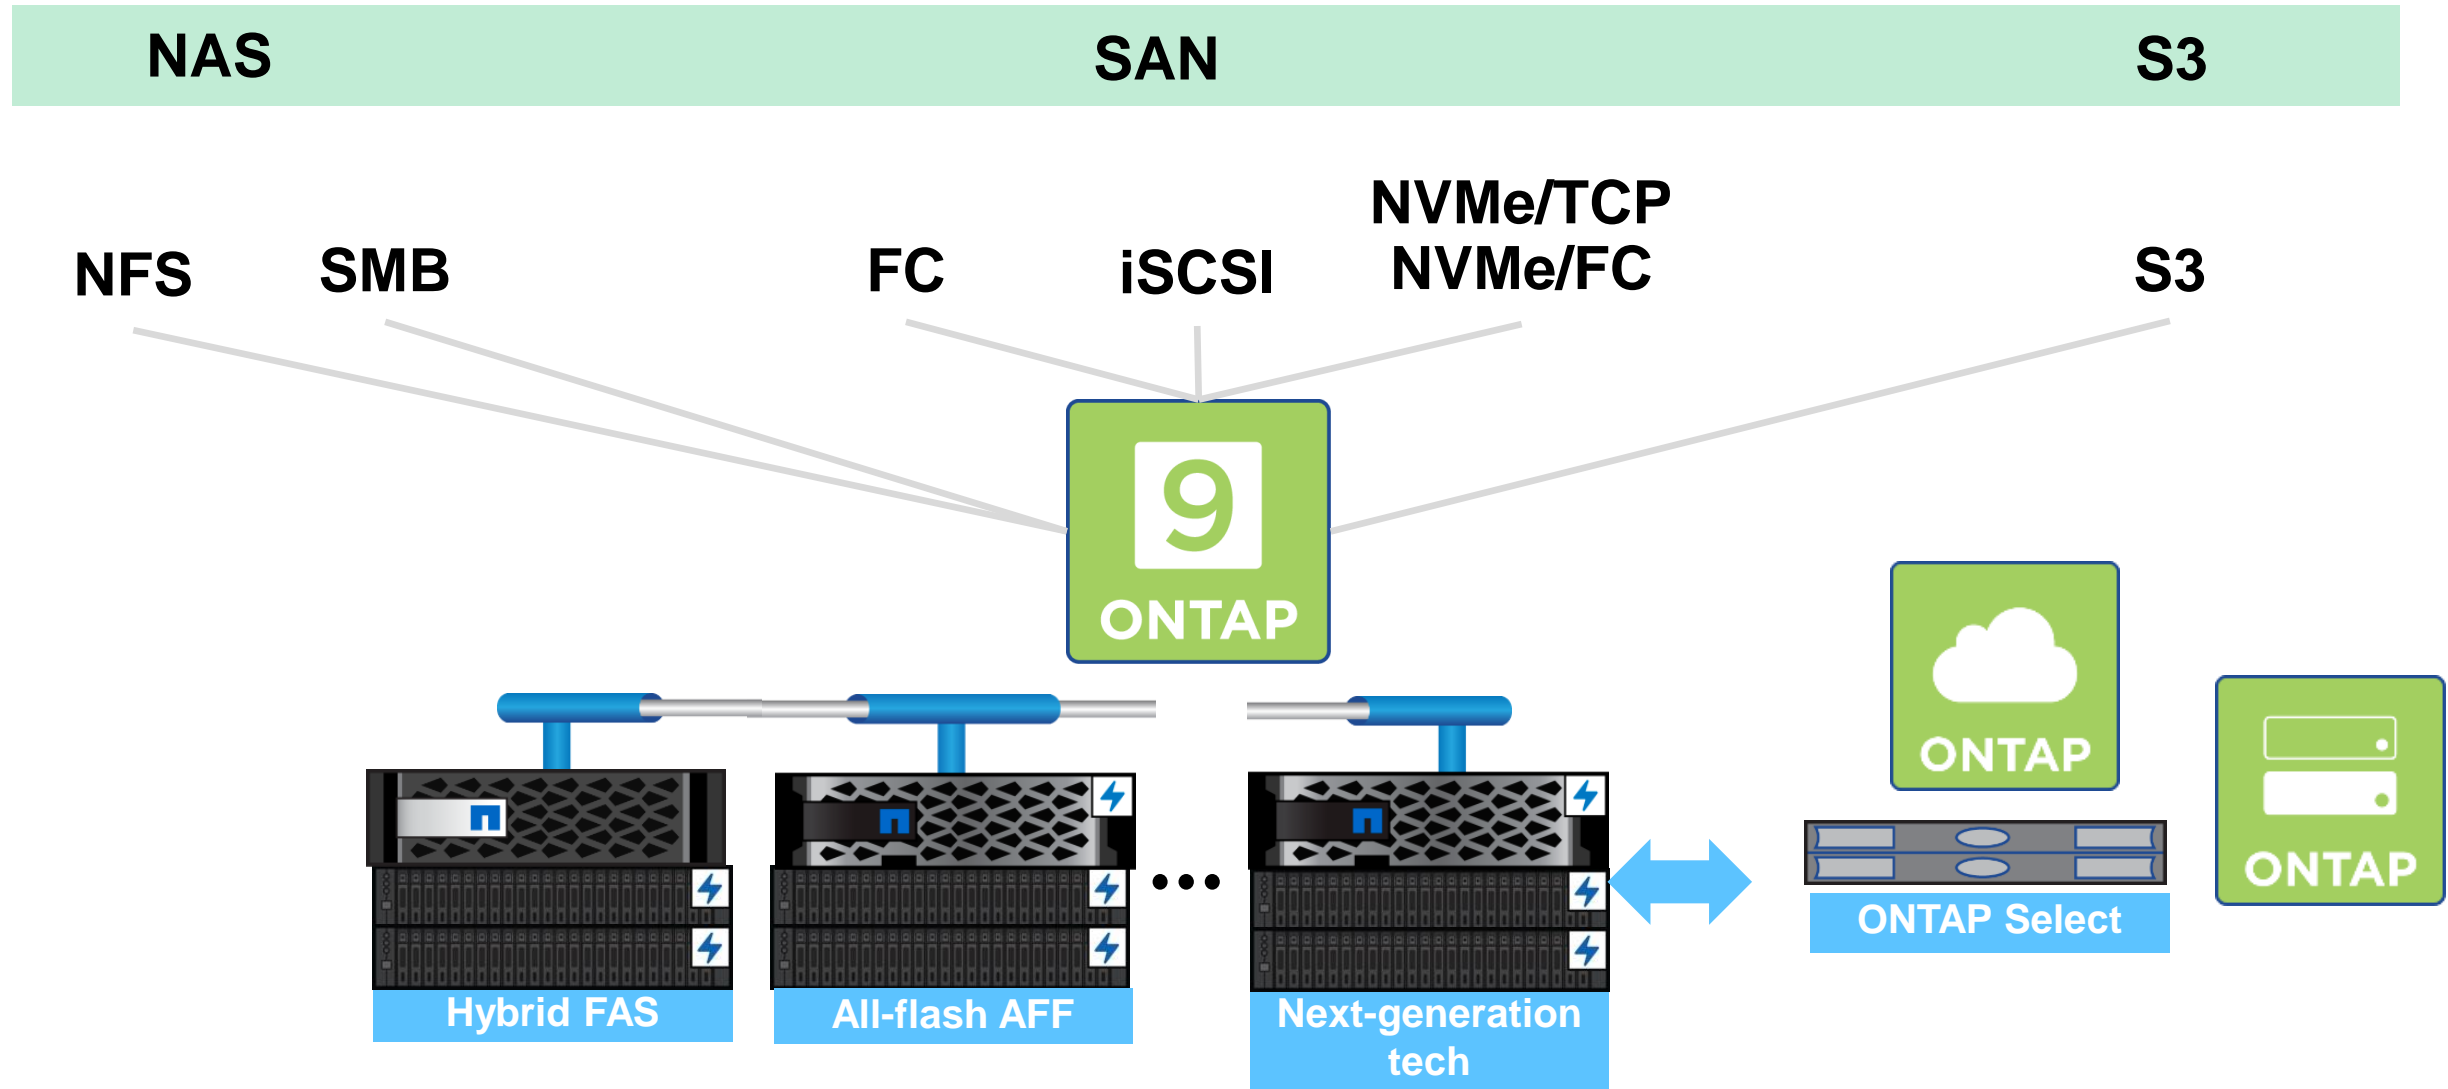 NAS
SAN
S3
NFS
SMB
FC
iSCSI
NVMe/TCP
NVMe/FC
S3
9
ONTAP
ONTAP
ONTAP
Hybrid FAS
All-flash AFF
...
Next-generation
tech
ONTAP Select